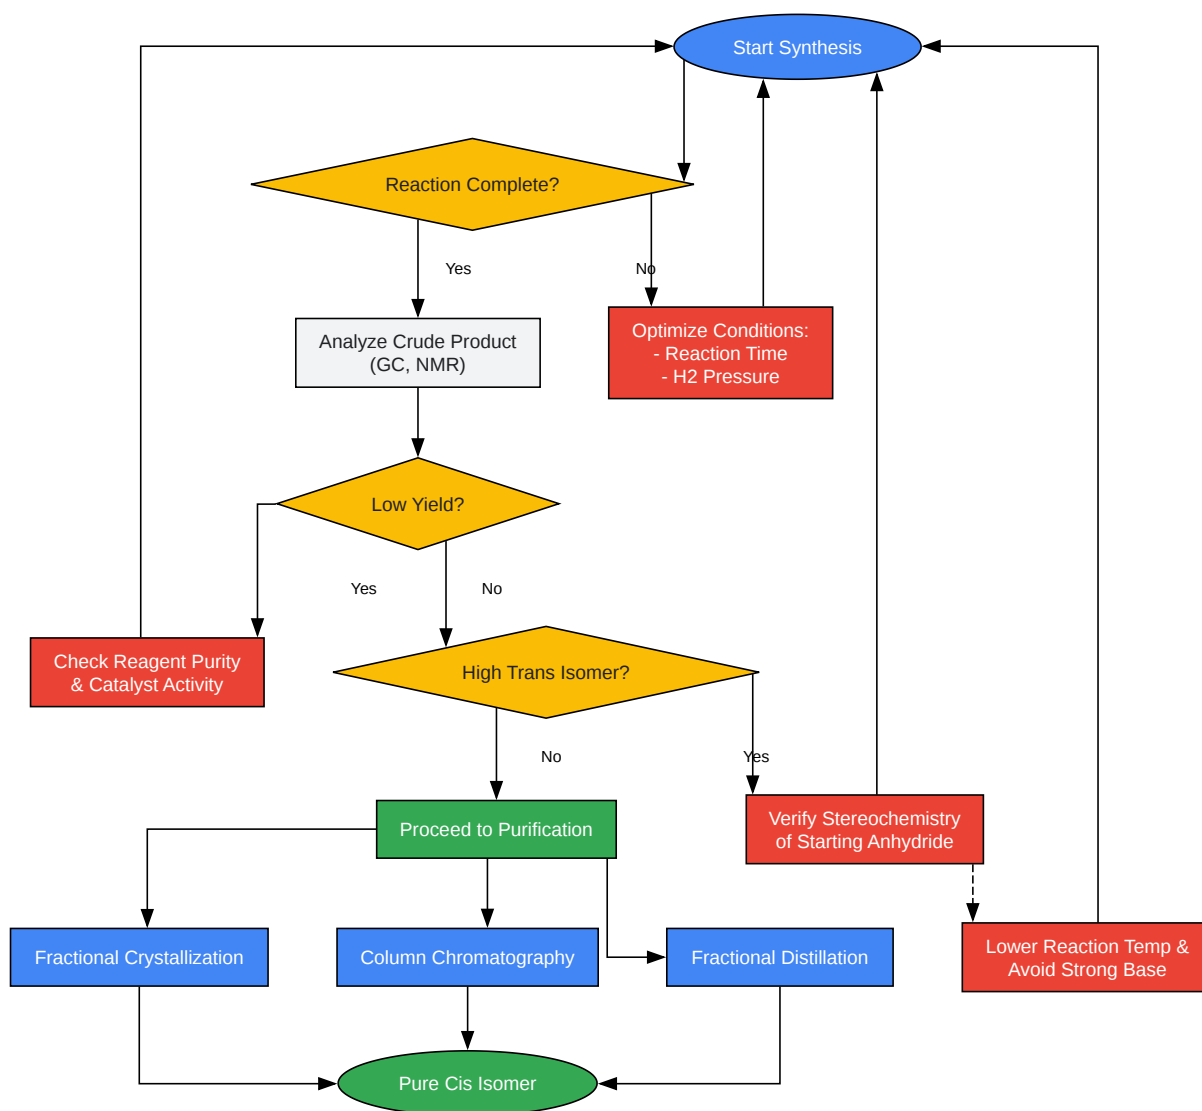 Start Synthesis
Reaction Complete?
Yes
No
Analyze Crude Product
(GC, NMR)
Optimize Conditions:
- Reaction Time
- H2 Pressure
Low Yield?
Yes
No
Check Reagent Purity
& Catalyst Activity
High Trans Isomer?
No
Yes
Proceed to Purification
Verify Stereochemistry
of Starting Anhydride
Fractional Crystallization
Column Chromatography
Fractional Distillation
Lower Reaction Temp &
Avoid Strong Base
Pure Cis Isomer